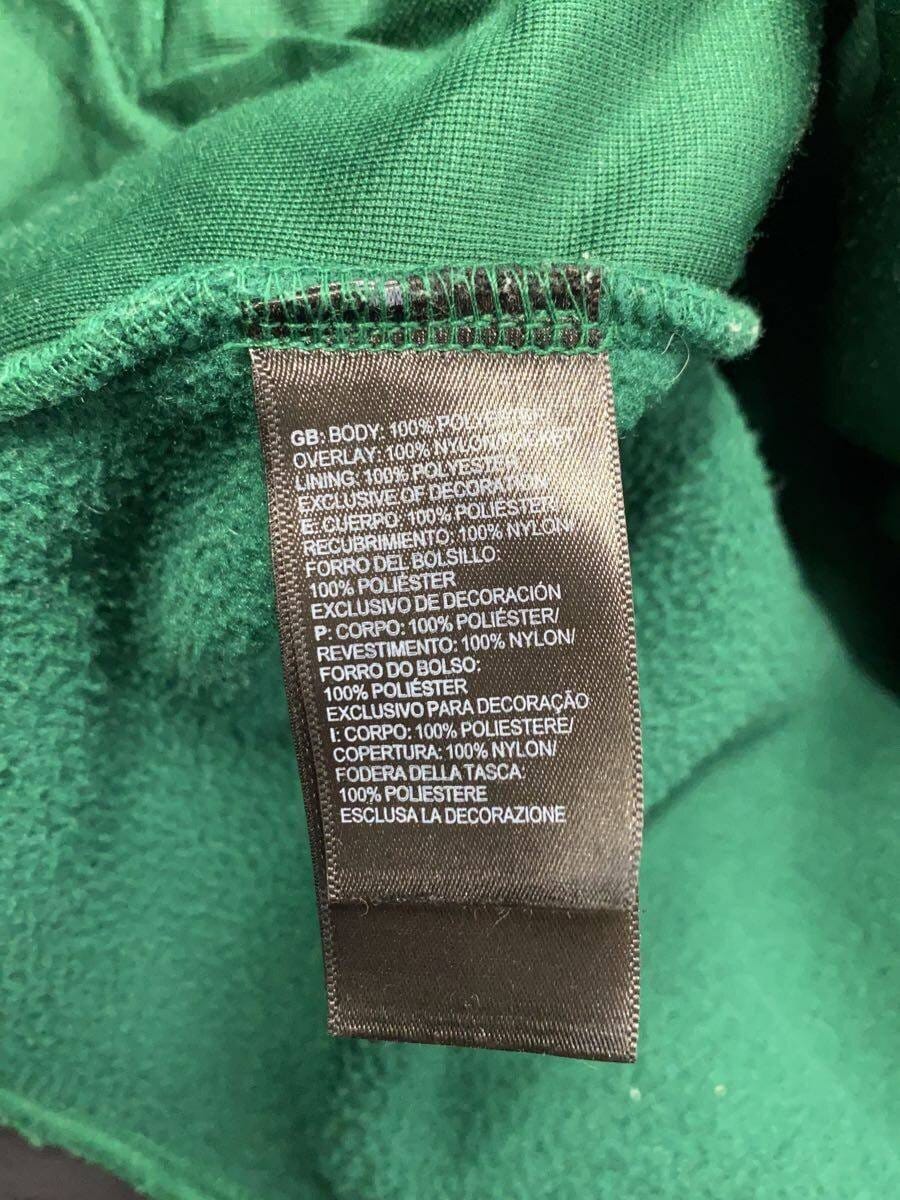 GB: BODY: 100% POLYESTER
OVERLAY: 100% NYLON/POCKET/
LINING: 100% POLYESTER
EXCLUSIVE OF DECORATION
E: CUERPO: 100% POLIÉSTER/
RECUBRIMIENTO: 100% NYLON/
FORRO DEL BOLSILLO:
100% POLIÉSTER
EXCLUSIVO DE DECORACIÓN
P: CORPO: 100% POLIÉSTER/
REVESTIMENTO: 100% NYLON/
FORRO DO BOLSO:
100% POLIÉSTER
EXCLUSIVO PARA DECORAÇÃO
I: CORPO: 100% POLIESTERE/
COPERTURA: 100% NYLON/
FODERA DELLA TASCA:
100% POLIESTERE
ESCLUSA LA DECORAZIONE